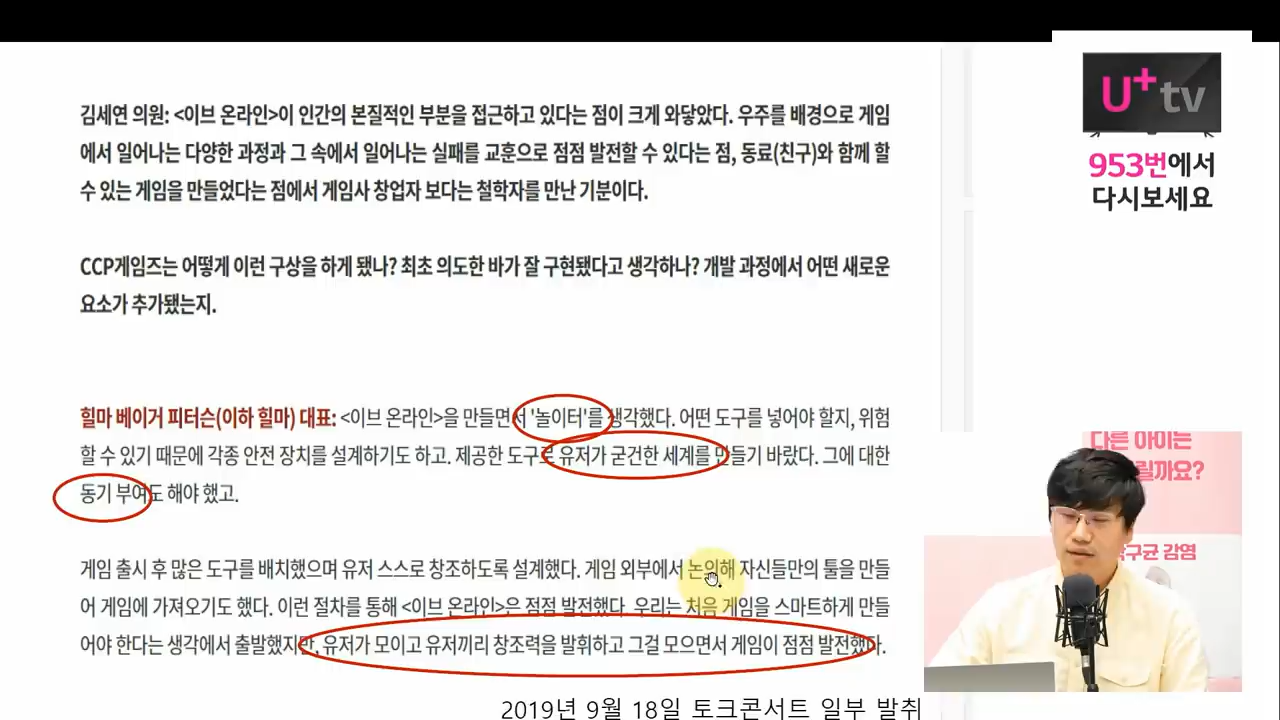 김세연 의원: <이브 온라인>이 인간의 본질적인 부분을 접근하고 있다는 점이 크게 와닿았다. 우주를 배경으로 게임
에서 일어나는 다양한 과정과 그 속에서 일어나는 실패를 교훈으로 점점 발전할 수 있다는 점, 동료(친구)와 함께 할
수 있는 게임을 만들었다는 점에서 게임사 창업자 보다는 철학자를 만난 기분이다.
CCP게임즈는 어떻게 이런 구상을 하게 됐나? 최초 의도한 바가 잘 구현됐다고 생각하나? 개발 과정에서 어떤 새로운
요소가 추가됐는지.
힐마 베이거 피터슨(이하 힐마) 대표: <이브 온라인>을 만들면서 '놀이터'를 생각했다. 어떤 도구를 넣어야 할지, 위험
할 수 있기 때문에 각종 안전 장치를 설계하기도 하고. 제공한 도구로 유저가 굳건한 세계를 만들기 바랐다. 그에 대한
동기 부여도 해야 했고.
게임 출시 후 많은 도구를 배치했으며 유저 스스로 창조하도록 설계했다. 게임 외부에서 논의해 자신들만의 툴을 만들
어 게임에 가져오기도 했다. 이런 절차를 통해 <이브 온라인>은 점점 발전했다. 우리는 처음 게임을 스마트하게 만들
어야 한다는 생각에서 출발했지만, 유저가 모이고 유저끼리 창조력을 발휘하고 그걸 모으면서 게임이 점점 발전했다.
2019년 9월 18일 토크콘서트 일부 발취
U+tv
953번에서
다시보세요
다른 아이는
릴까요?
구균 감염